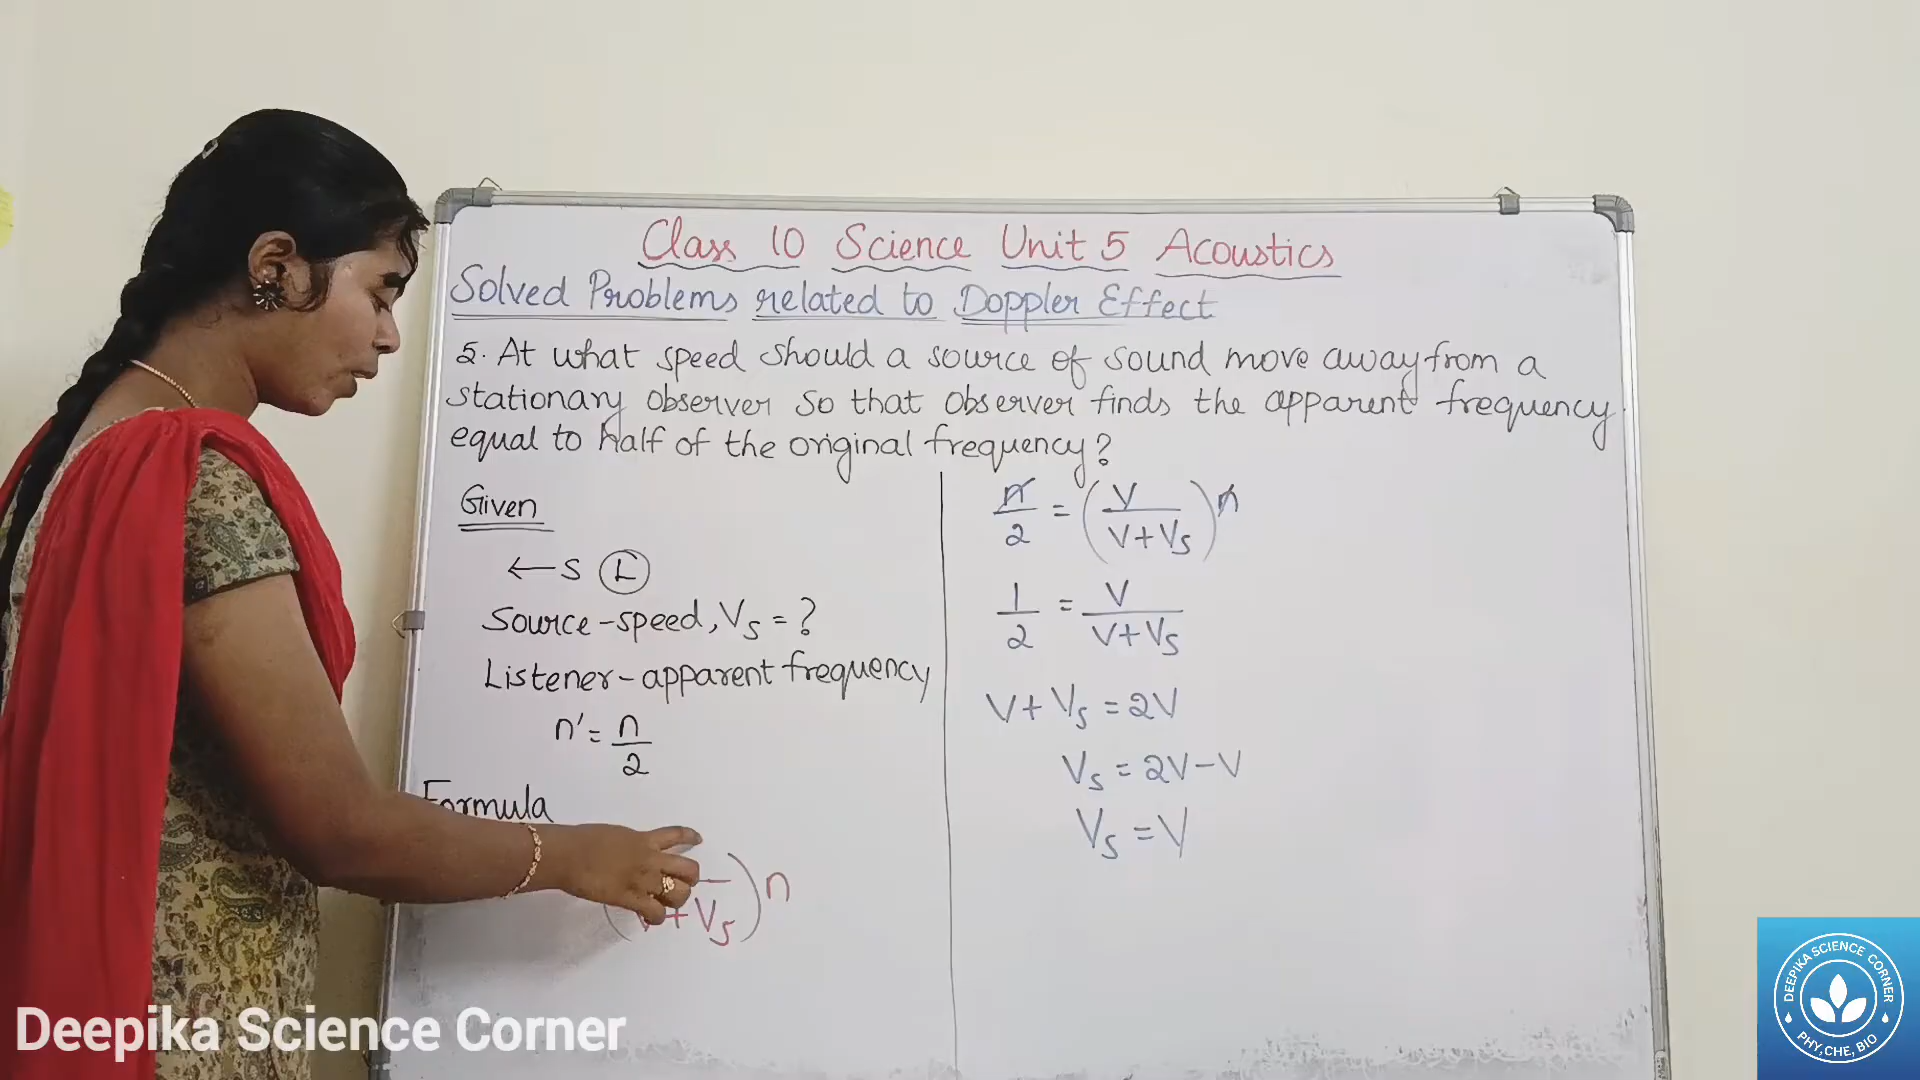 Class 10 Science Unit 5 Acoustics
Solved Problems related to Doppler Effect
5. At what speed should a source of sound move away from a
stationary observer so that observer finds the apparent frequency
equal to half of the original frequency?
Given
← S (L)
Source-speed, Vs = ?
Listener-apparent frequency
n' = n/2
Formula
V+Vs) n
n/2 = (V/(V+Vs)) n
1/2 = V/(V+Vs)
V+Vs = 2V
Vs = 2V-V
Vs = V
Deepika Science Corner
DEEPIKA SCIENCE CORNER
PHY, CHE, BIO